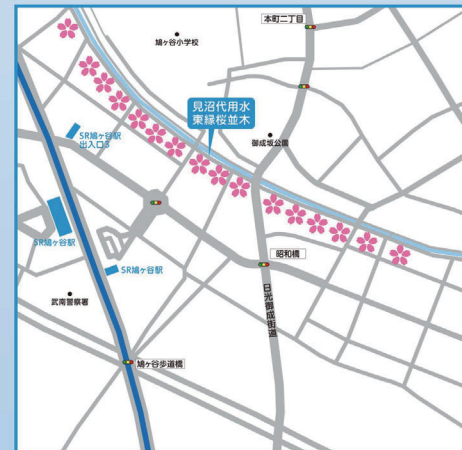 本町二丁目
鳩ヶ谷小学校
見沼代用水
東縁桜並木
SR鳩ヶ谷駅
出入口3
御成坂公園
SR鳩ヶ谷駅
昭和橋
SR鳩ヶ谷駅
武南警察署
日光御成街道
鳩ヶ谷歩道橋